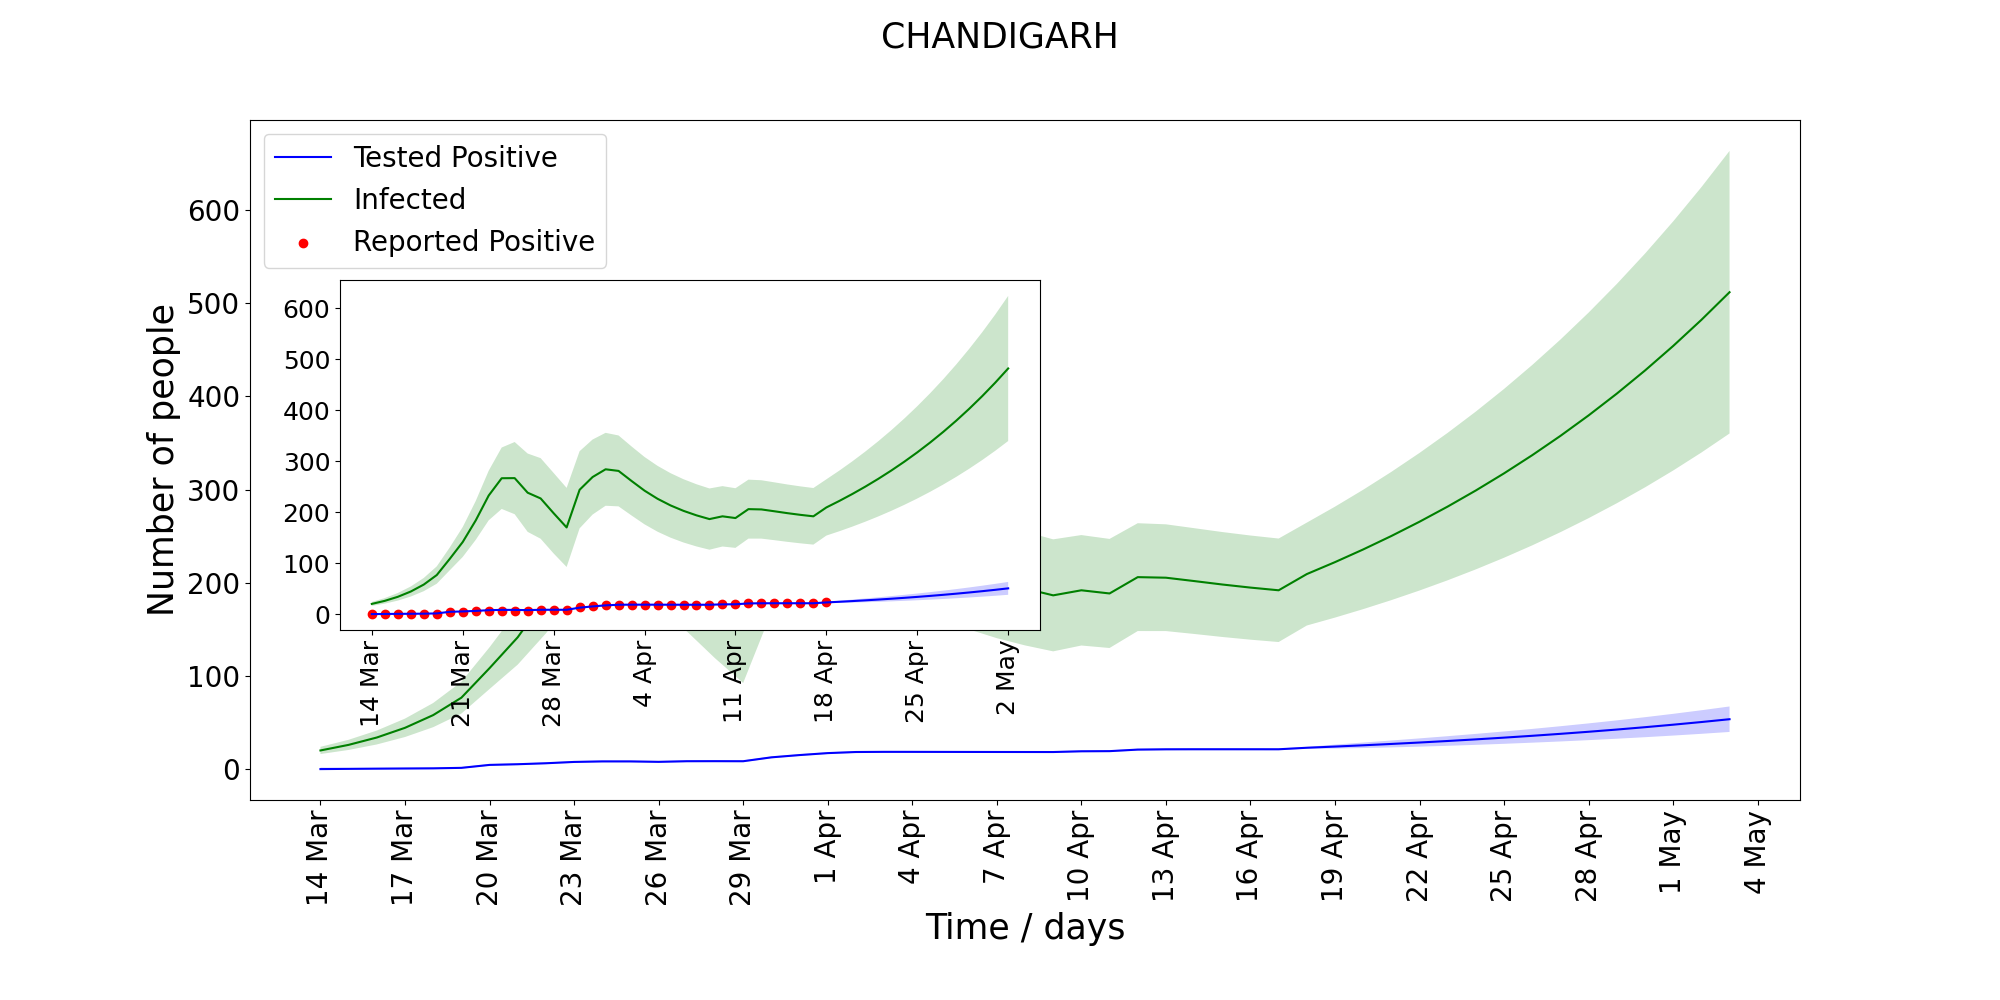 CHANDIGARH
Tested Positive
Infected
Reported Positive
Number of people
600
500
400
300
200
100
0
600
500
400
300
200
100
0
14 Mar
21 Mar
28 Mar
4 Apr
11 Apr
18 Apr
25 Apr
2 May
14 Mar
17 Mar
20 Mar
23 Mar
26 Mar
29 Mar
1 Apr
4 Apr
7 Apr
10 Apr
13 Apr
16 Apr
19 Apr
22 Apr
25 Apr
28 Apr
1 May
4 May
Time / days